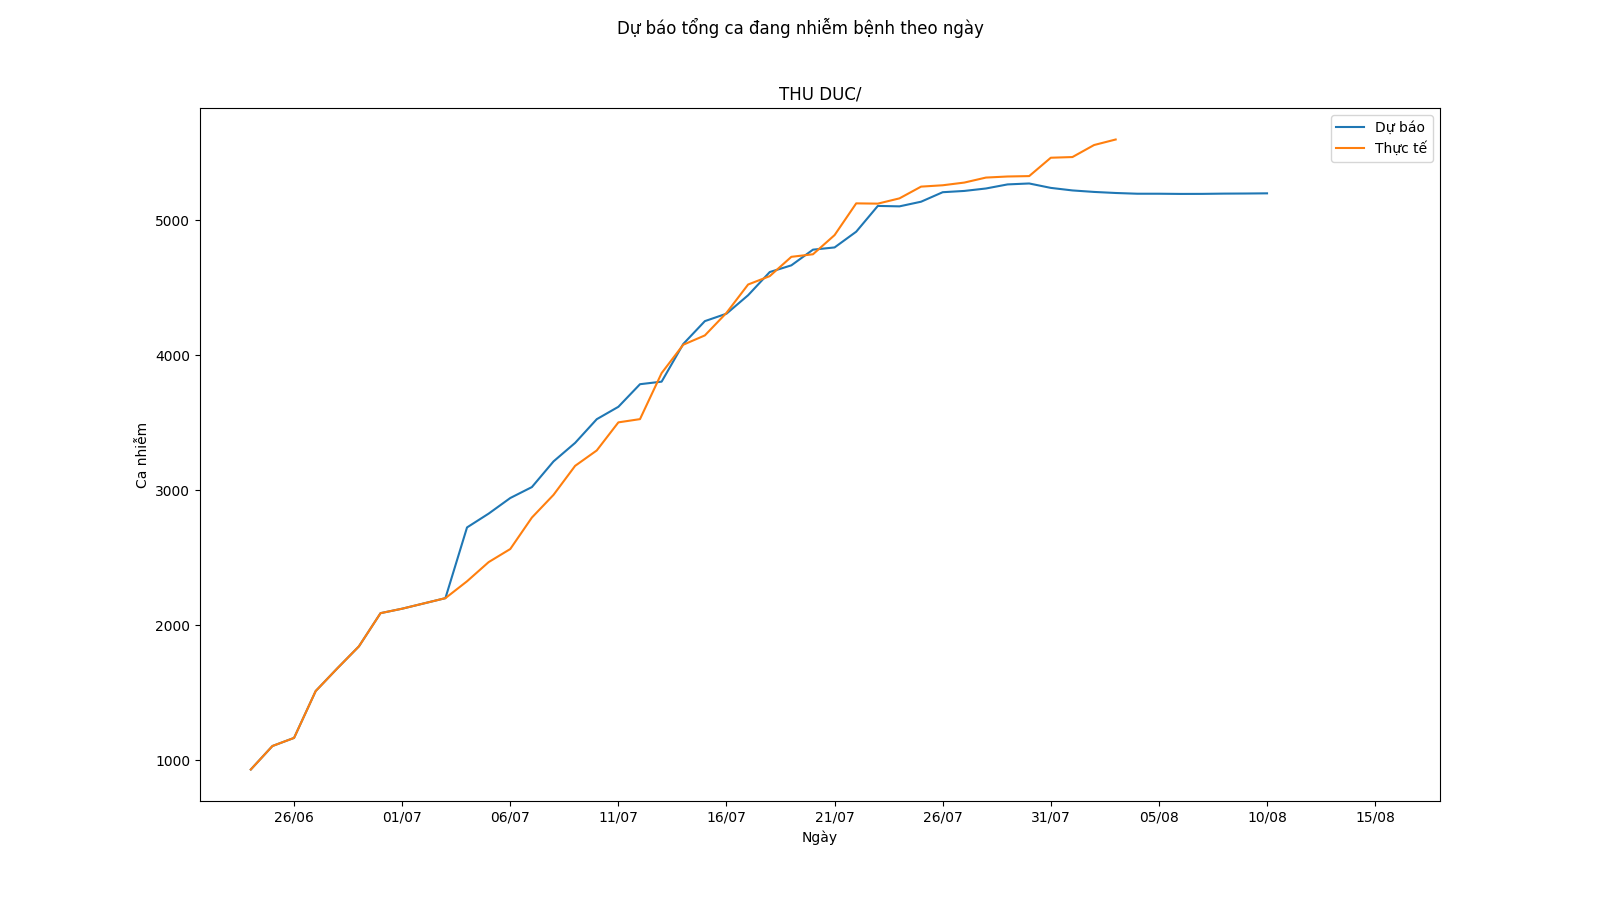 Dự báo tổng ca đang nhiễm bệnh theo ngày
THU DUC/
Dự báo
Thực tế
5000
4000
3000
2000
1000
Ca nhiễm
26/06 01/07 06/07 11/07 16/07 21/07 26/07 31/07 05/08 10/08 15/08
Ngày